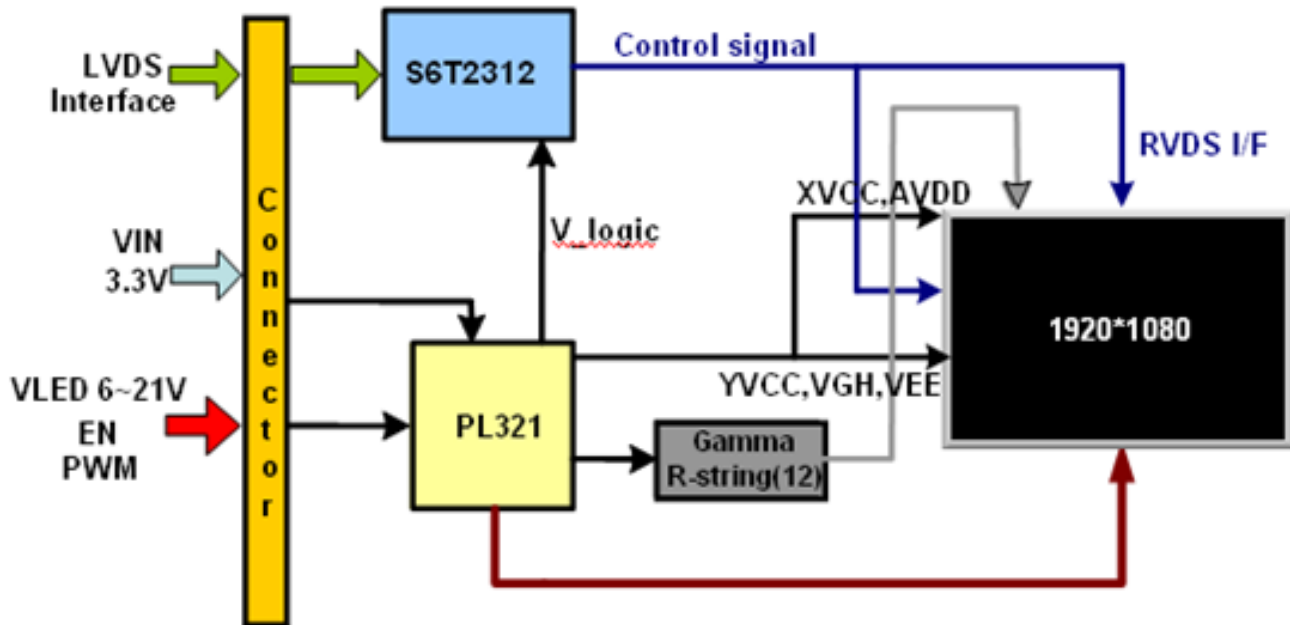 LVDS
Interface
S6T2312
Control signal
RVDS I/F
Connector
XVCC,AVDD
VIN
3.3V
V_logic
1920*1080
VLED 6~21V
EN
PWM
PL321
YVCC,VGH,VEE
Gamma
R-string(12)